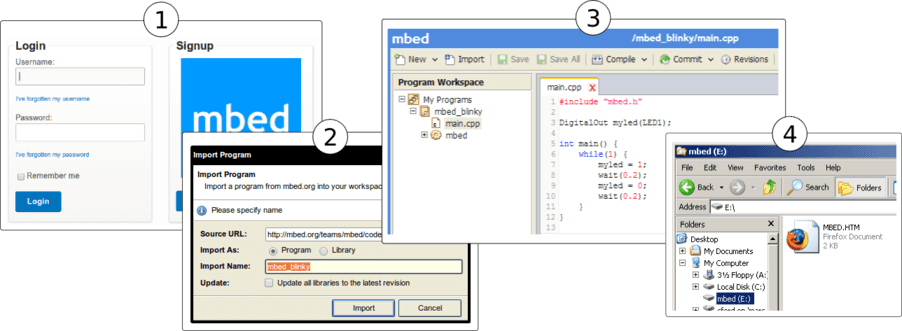 1
Login
Username:
I've forgotten my username
Password:
I've forgotten my password
Remember me
Login
Signup
mbed
2
Import Program
Import Program
Import a program from mbed.org into your workspac
Please specify name
Source URL: http://mbed.org/teams/mbed/code
Import As: Program Library
Import Name: mbed_blinky
Update: Update all libraries to the latest revision
Import Cancel
3
mbed /mbed_blinky/main.cpp
New Import Save Save All Compile Commit Revisions
Program Workspace
My Programs
mbed_blinky
main.cpp
mbed
main.cpp X
1 #include "mbed.h"
2
3 DigitalOut myled(LED1);
4
5 int main() {
6 while(1) {
7 myled = 1;
8 wait(0.2);
9 myled = 0;
10 wait(0.2);
11 }
12 }
13
4
mbed (E:)
File Edit View Favorites Tools Help
Back Search Folders
Address E:\
Folders X
Desktop
My Documents
My Computer
3½ Floppy (A:
Local Disk (C:)
mbed (E:)
MBED.HTM
Firefox Document
2 KB